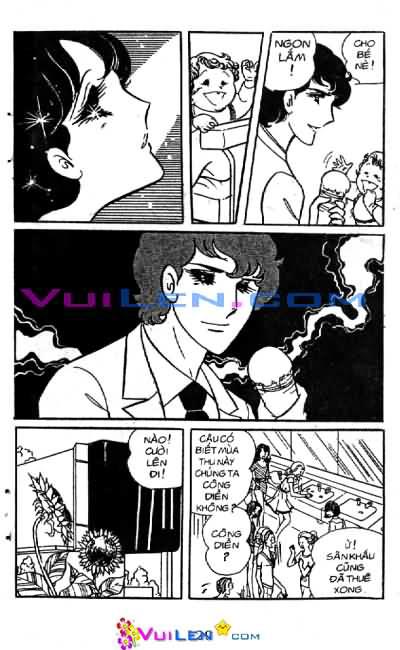 NGON
LẮM
!
CHO
BÉ
NÈ!
VUILEN.COM
NÀO!
CƯỜI
LÊN
ĐI!
CẬU CÓ
BIẾT MÙA
THU NÀY
CHÚNG TA
CÔNG
DIỄN
KHÔNG?
CÔNG
DIỄN
?
Ừ!
SÂN KHẤU
CŨNG
ĐÃ THUÊ
XONG.
29
VUILEN.COM